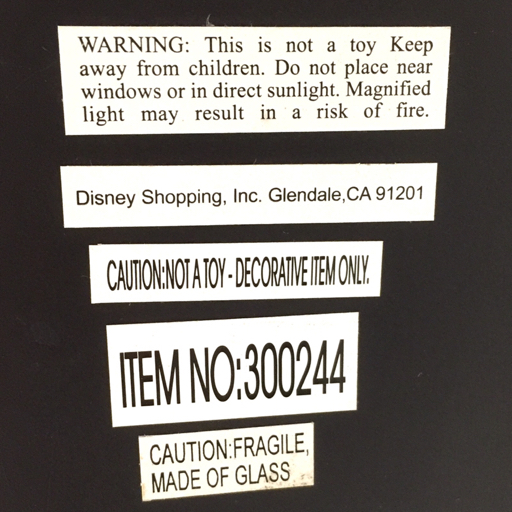 WARNING: This is not a toy Keep
away from children. Do not place near
windows or in direct sunlight. Magnified
light may result in a risk of fire.
Disney Shopping, Inc. Glendale,CA 91201
CAUTION:NOT A TOY - DECORATIVE ITEM ONLY.
ITEM NO:300244
CAUTION:FRAGILE,
MADE OF GLASS